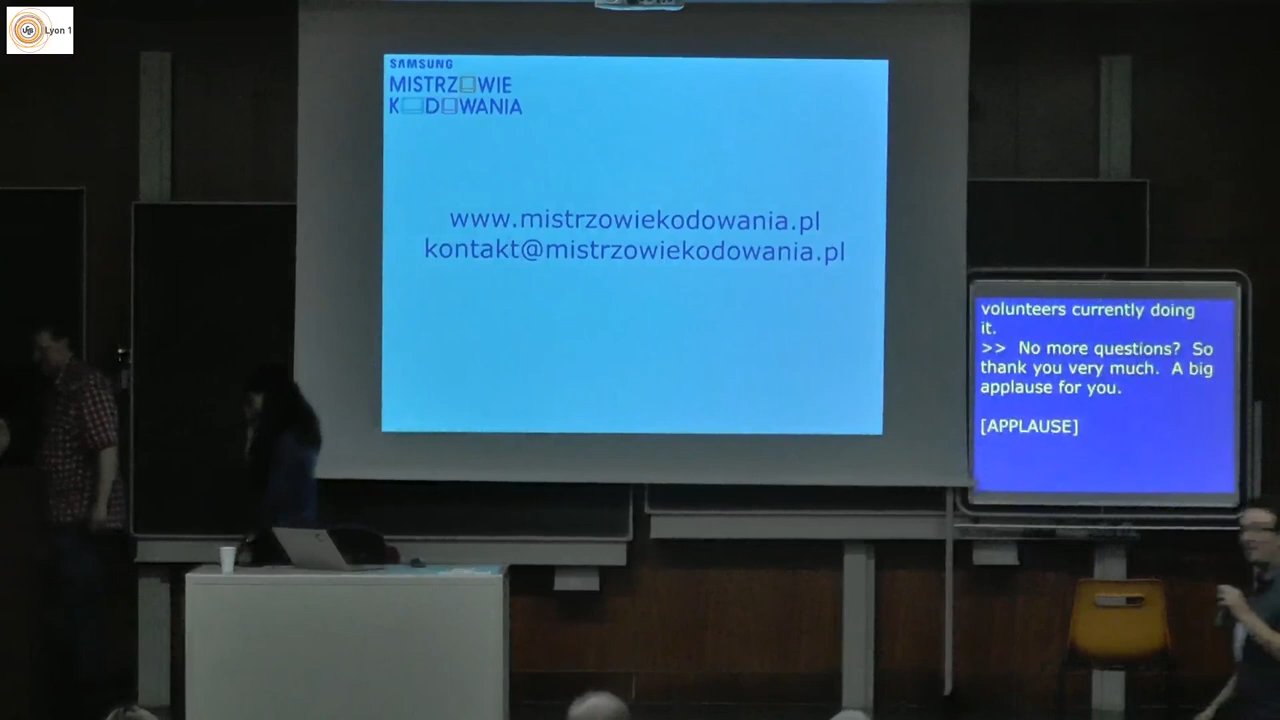 Lyon 1
SAMSUNG
MISTRZOWIE
KODOWANIA
www.mistrzowiekodowania.pl
kontakt@mistrzowiekodowania.pl
volunteers currently doing
it.
>> No more questions? So
thank you very much. A big
applause for you.
[APPLAUSE]